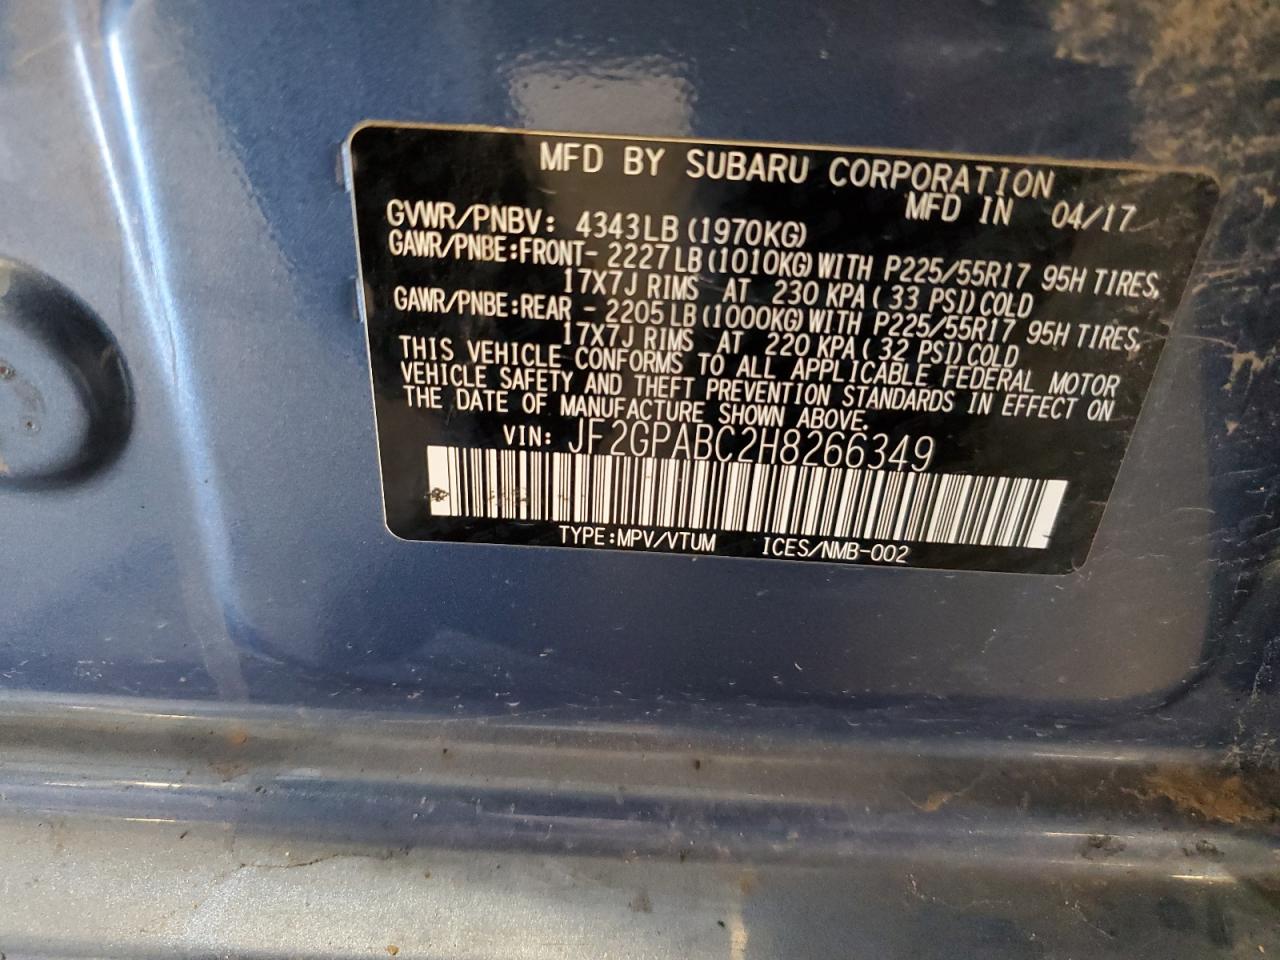 MFD BY SUBARU CORPORATION
MFD IN 04/17
GVWR/PNBV: 4343LB (1970KG)
GAWR/PNBE:FRONT- 2227LB (1010KG) WITH P225/55R17 95H TIRES,
17X7J RIMS AT 230 KPA ( 33 PSI) COLD
GAWR/PNBE:REAR - 2205LB (1000KG) WITH P225/55R17 95H TIRES,
17X7J RIMS AT 220 KPA ( 32 PSI) COLD
THIS VEHICLE CONFORMS TO ALL APPLICABLE FEDERAL MOTOR
VEHICLE SAFETY AND THEFT PREVENTION STANDARDS IN EFFECT ON
THE DATE OF MANUFACTURE SHOWN ABOVE.
VIN: JF2GPABC2H8266349
TYPE:MPV/VTUM ICES/NMB-002